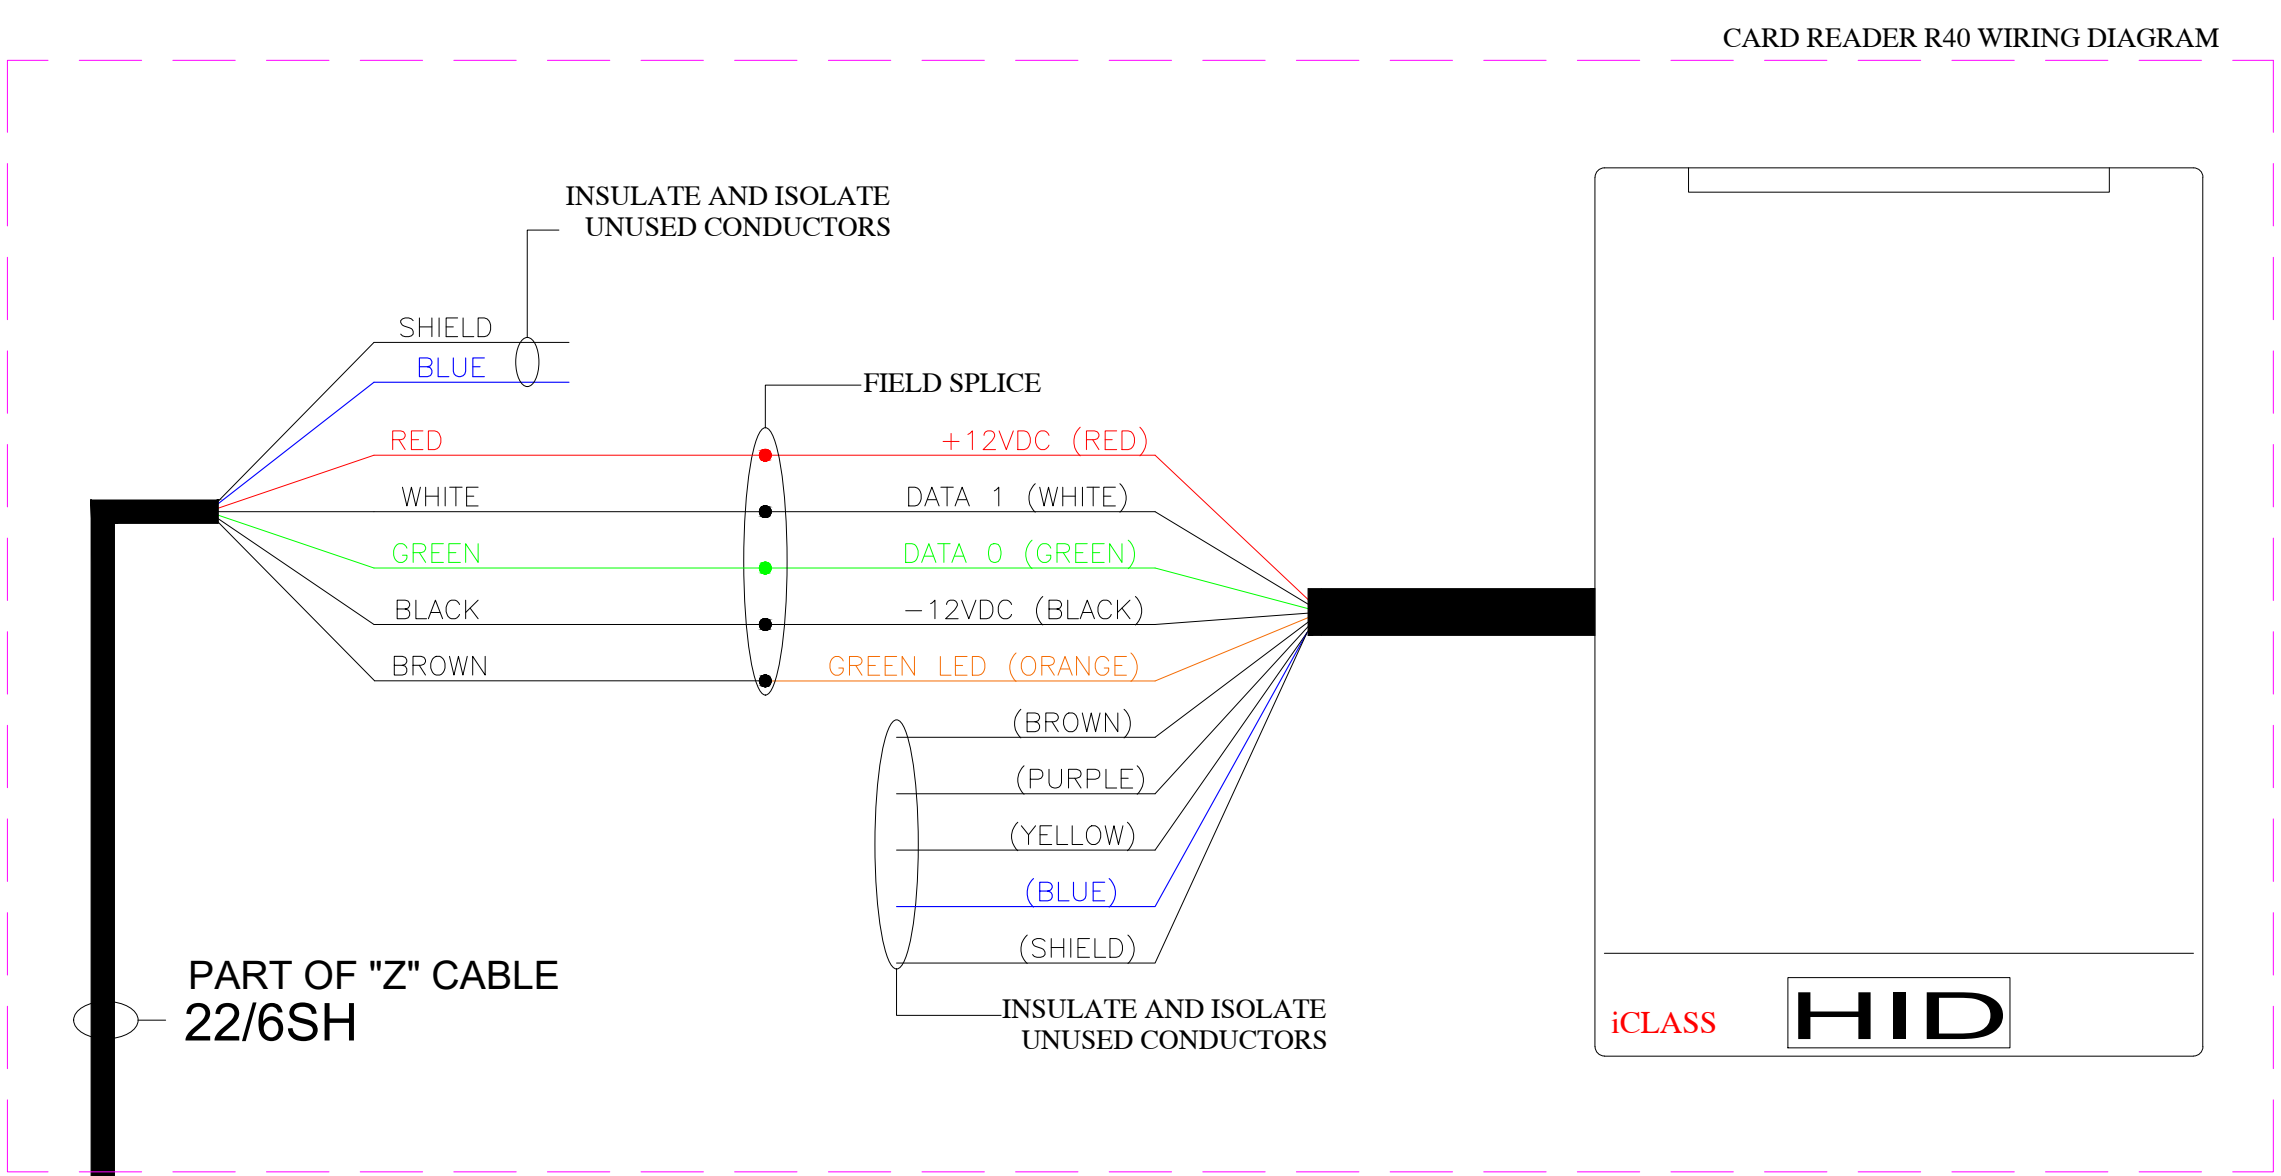 CARD READER R40 WIRING DIAGRAM
INSULATE AND ISOLATE
UNUSED CONDUCTORS
SHIELD
BLUE
FIELD SPLICE
RED
+12VDC (RED)
WHITE
DATA 1 (WHITE)
GREEN
DATA 0 (GREEN)
BLACK
-12VDC (BLACK)
BROWN
GREEN LED (ORANGE)
(BROWN)
(PURPLE)
(YELLOW)
(BLUE)
(SHIELD)
PART OF "Z" CABLE
22/6SH
INSULATE AND ISOLATE
UNUSED CONDUCTORS
iCLASS
HID